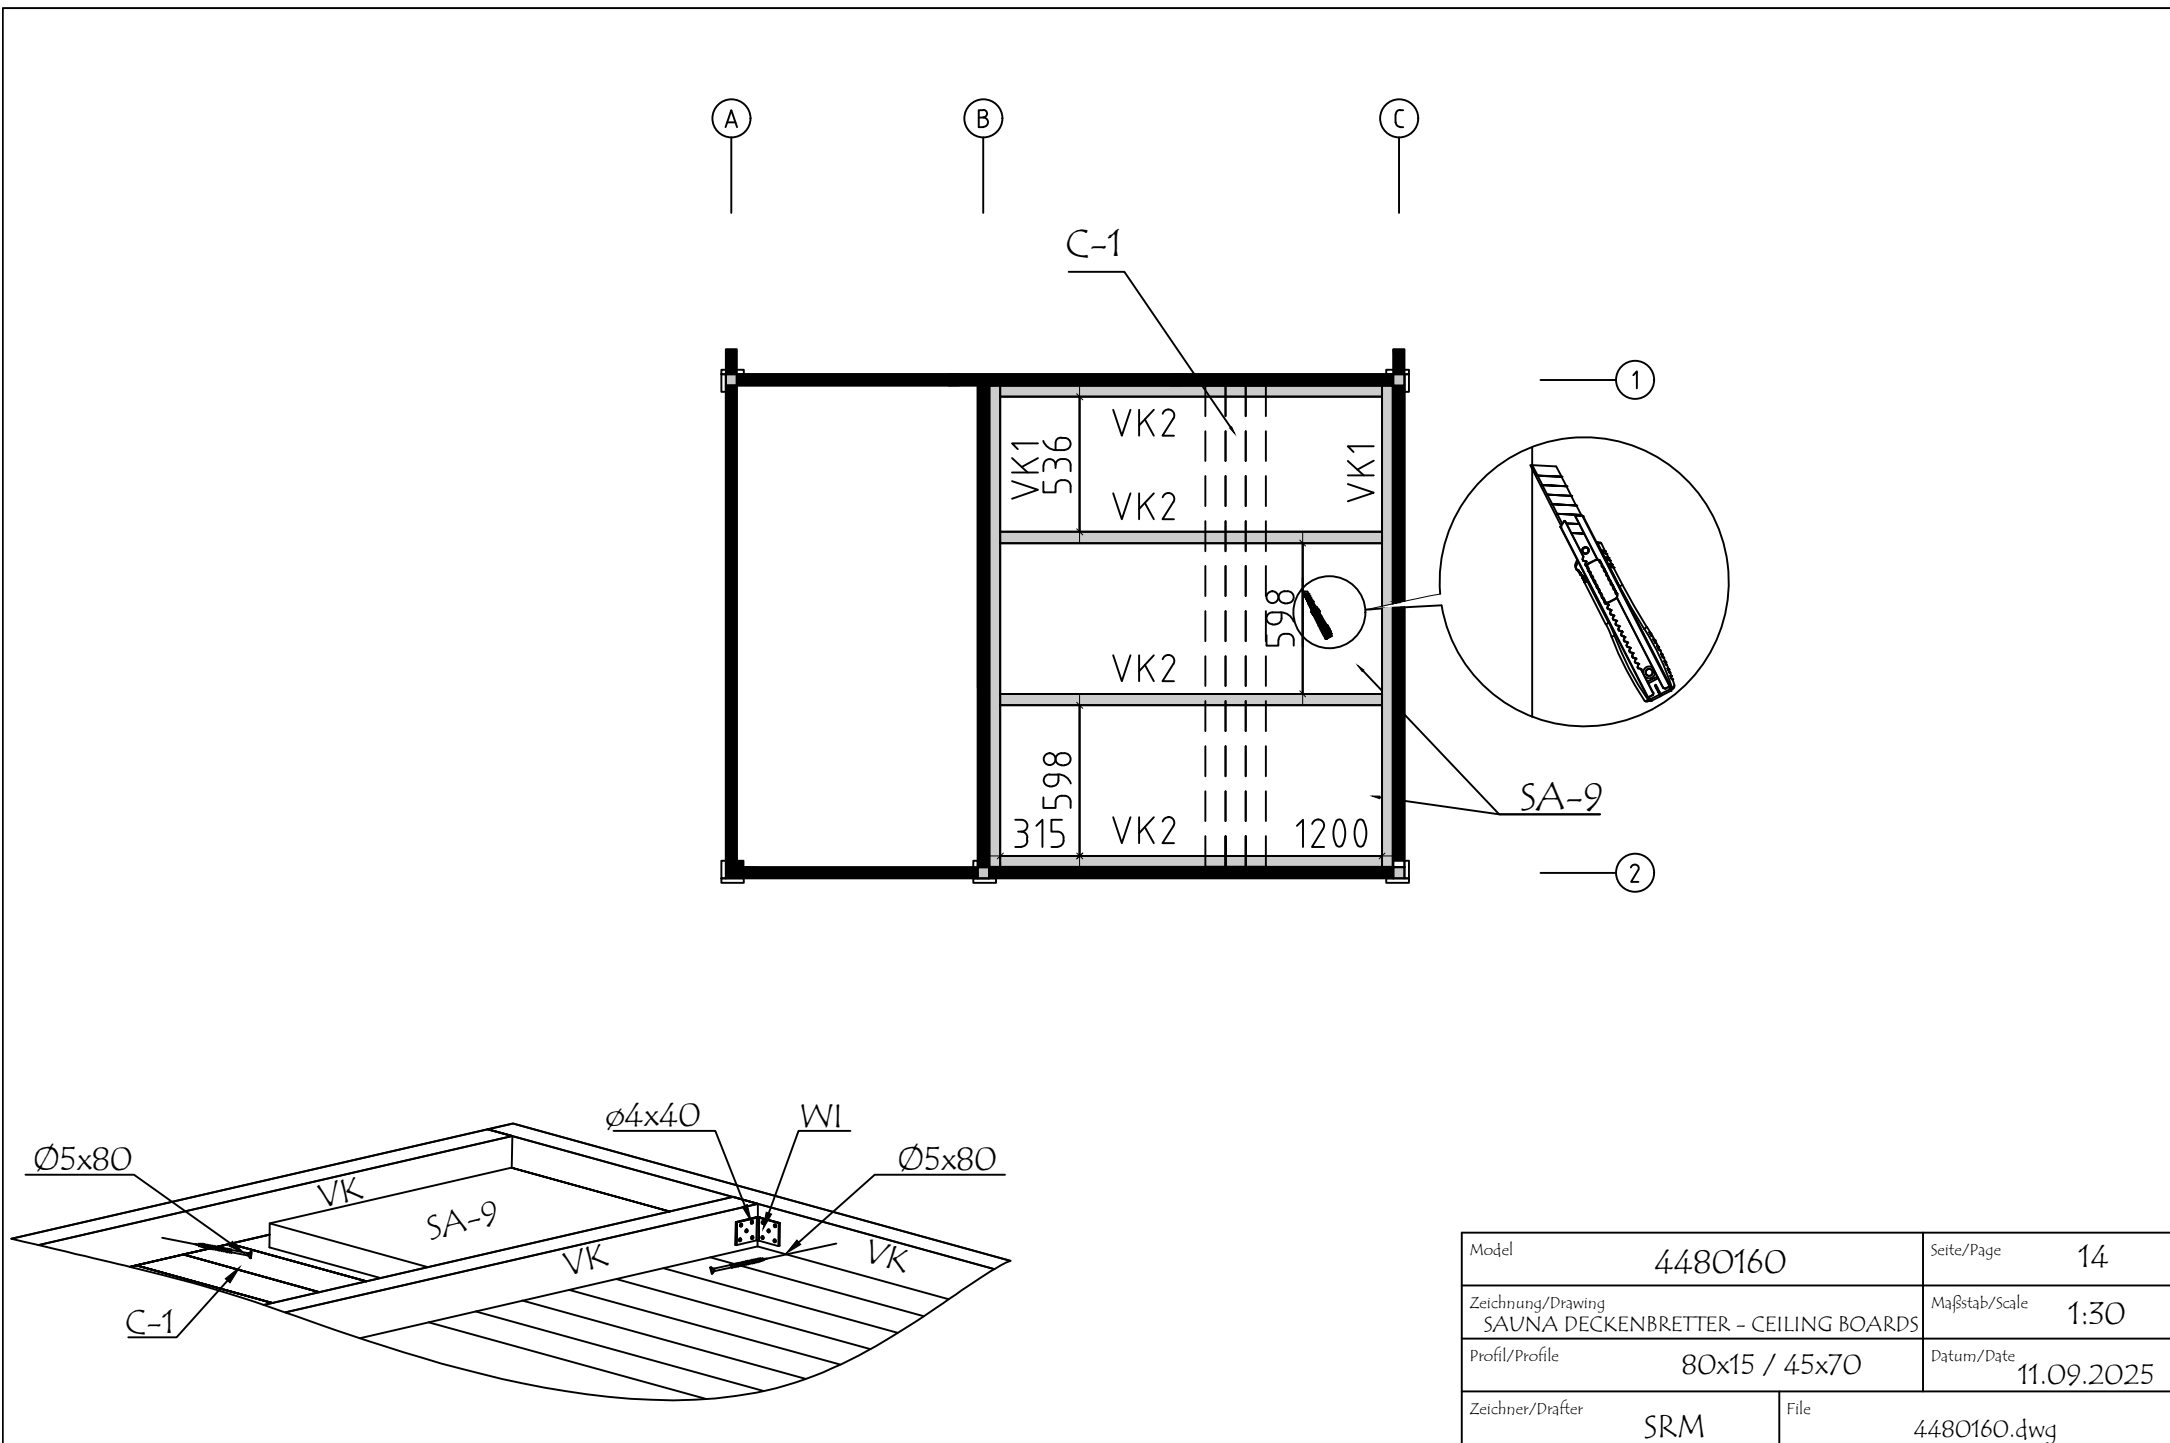 A
B
C
C-1
1
VK2
VK1
536
VK1
VK2
598
VK2
598
SA-9
315
VK2
1200
2
ø4x40
WI
Ø5x80
Ø5x80
VK
SA-9
VK
VK
C-1
Model 4480160
Seite/Page 14
Zeichnung/Drawing
SAUNA DECKENBRETTER - CEILING BOARDS
Maßstab/Scale 1:30
Profil/Profile 80x15 / 45x70
Datum/Date 11.09.2025
Zeichner/Drafter SRM
File 4480160.dwg